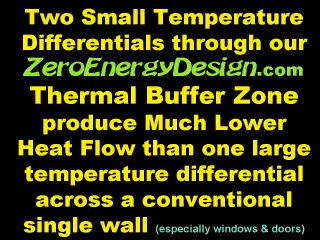 Two Small Temperature
Differentials through our
ZeroEnergyDesign.com
Thermal Buffer Zone
produce Much Lower
Heat Flow than one large
temperature differential
across a conventional
single wall (especially windows & doors)